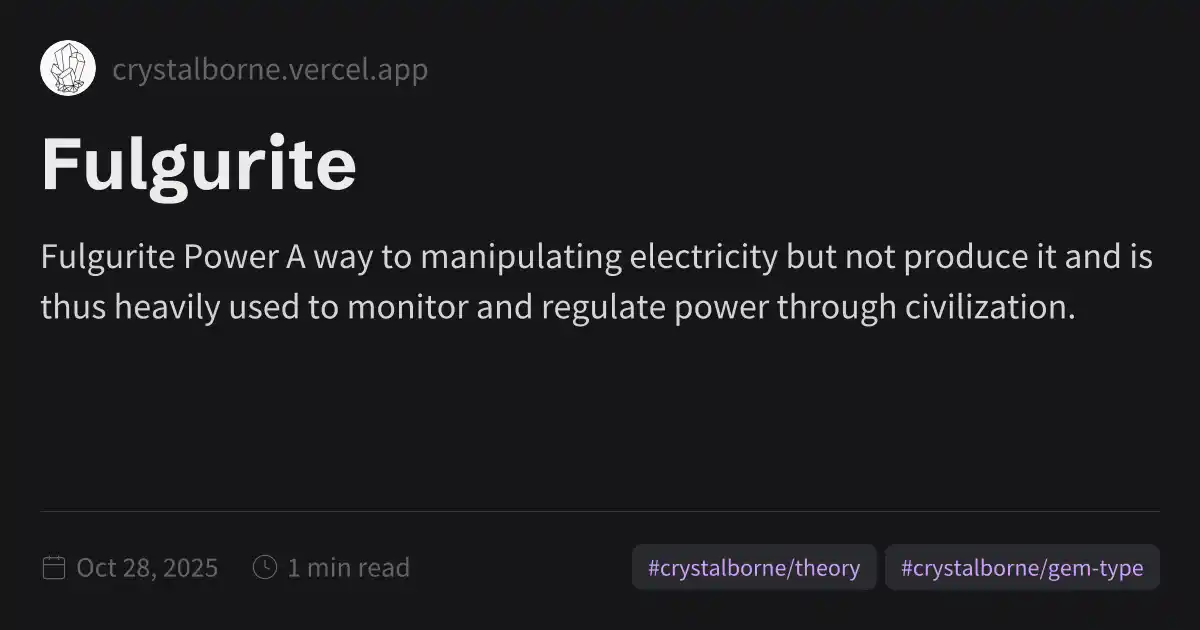 crystalborne.vercel.app
Fulgurite
Fulgurite Power A way to manipulating electricity but not produce it and is
thus heavily used to monitor and regulate power through civilization.
Oct 28, 2025 1 min read #crystalborne/theory #crystalborne/gem-type